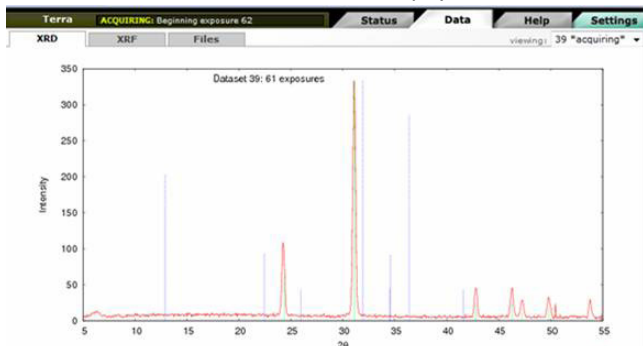 Terra ACQUIRING: Beginning exposure 62 Status Data Help Settings
XRD XRF Files viewing: 39 *acquiring*
Dataset 39: 61 exposures
350
300
250
200
150
100
50
0
Intensity
5 10 15 20 25 30 35 40 45 50 55
2θ